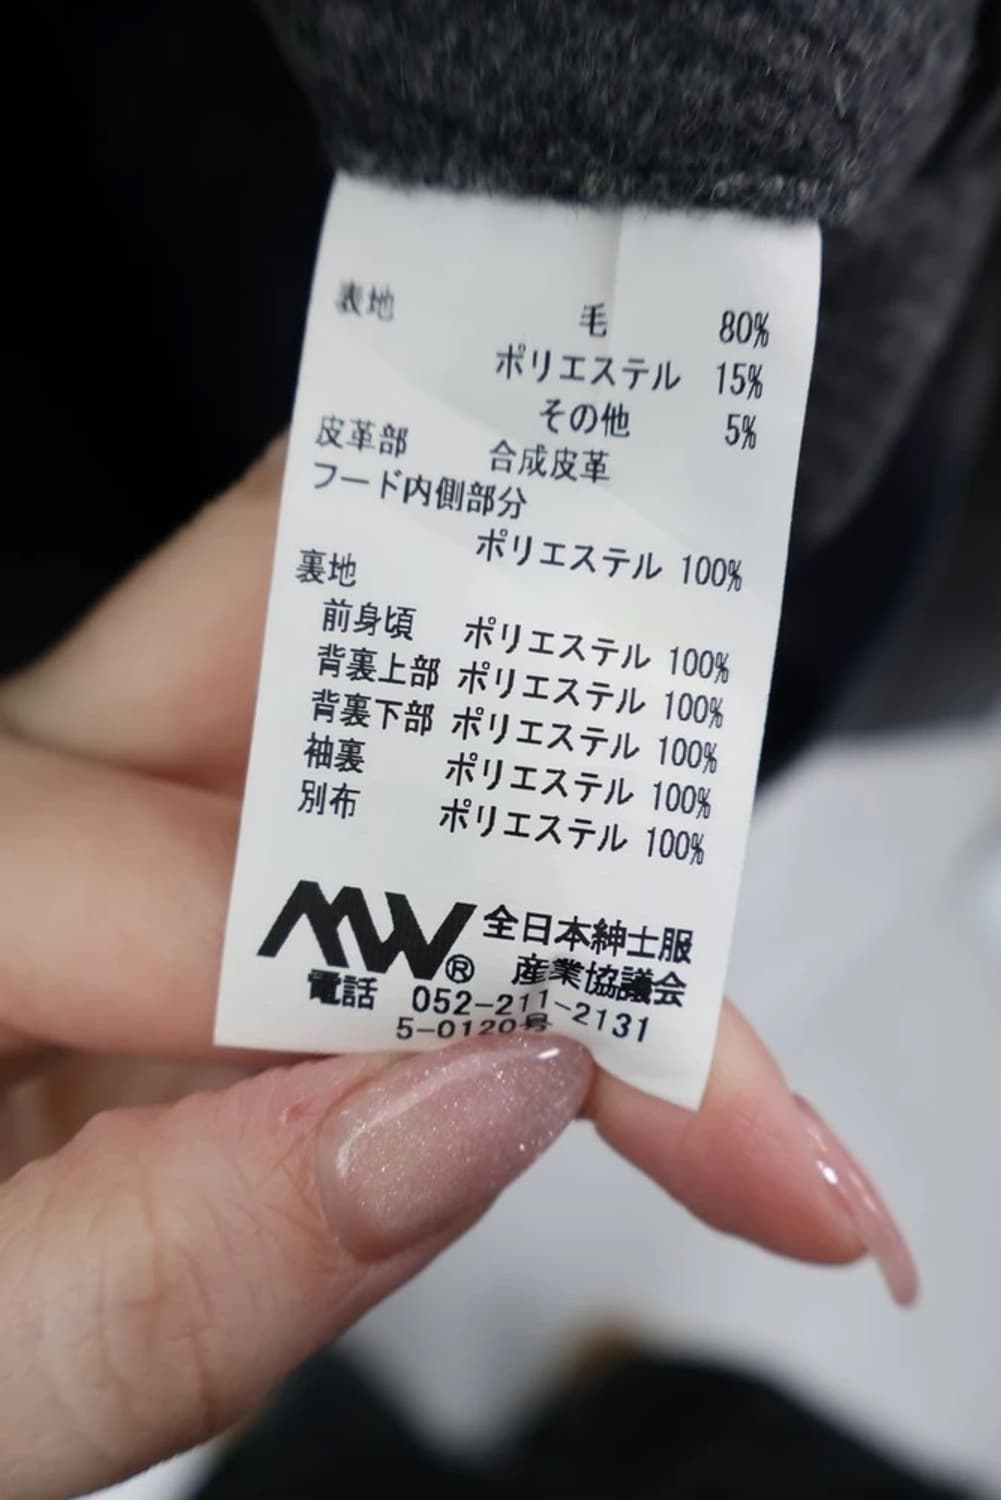 表地 毛 80%
ポリエステル 15%
その他 5%
皮革部 合成皮革
フード内側部分
ポリエステル 100%
裏地
前身頃 ポリエステル 100%
背裏上部 ポリエステル 100%
背裏下部 ポリエステル 100%
袖裏 ポリエステル 100%
別布 ポリエステル 100%
MW® 全日本紳士服
産業協議会
電話 052-211-2131
5-0120号